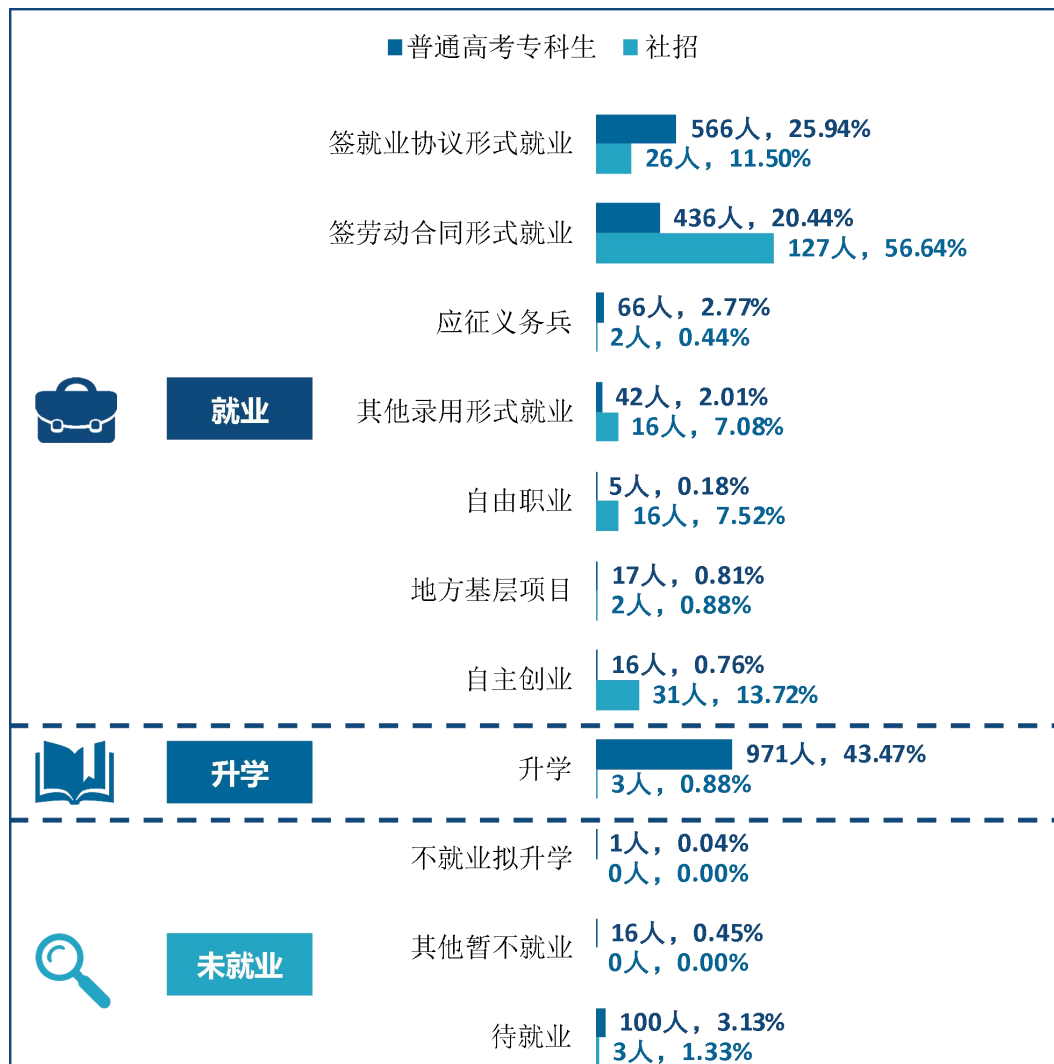 普通高考专科生 社招
签就业协议形式就业
566人，25.94%
26人，11.50%
签劳动合同形式就业
436人，20.44%
127人，56.64%
应征义务兵
66人，2.77%
2人，0.44%
就业
其他录用形式就业
42人，2.01%
16人，7.08%
自由职业
5人，0.18%
16人，7.52%
地方基层项目
17人，0.81%
2人，0.88%
自主创业
16人，0.76%
31人，13.72%
升学
升学
971人，43.47%
3人，0.88%
不就业拟升学
1人，0.04%
0人，0.00%
未就业
其他暂不就业
16人，0.45%
0人，0.00%
待就业
100人，3.13%
3人，1.33%